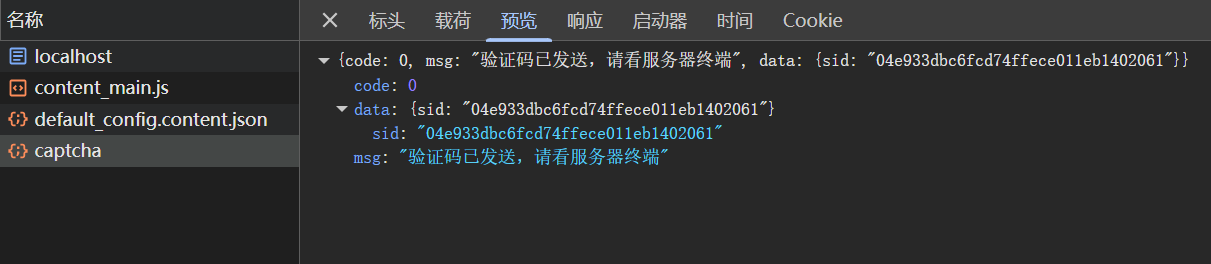 名称
标头 载荷 预览 响应 启动器 时间 Cookie
localhost
content_main.js
default_config.content.json
captcha
{code: 0, msg: "验证码已发送，请看服务器终端", data: {sid: "04e933dbc6fcd74ffece011eb1402061"}}
code: 0
data: {sid: "04e933dbc6fcd74ffece011eb1402061"}
sid: "04e933dbc6fcd74ffece011eb1402061"
msg: "验证码已发送，请看服务器终端"